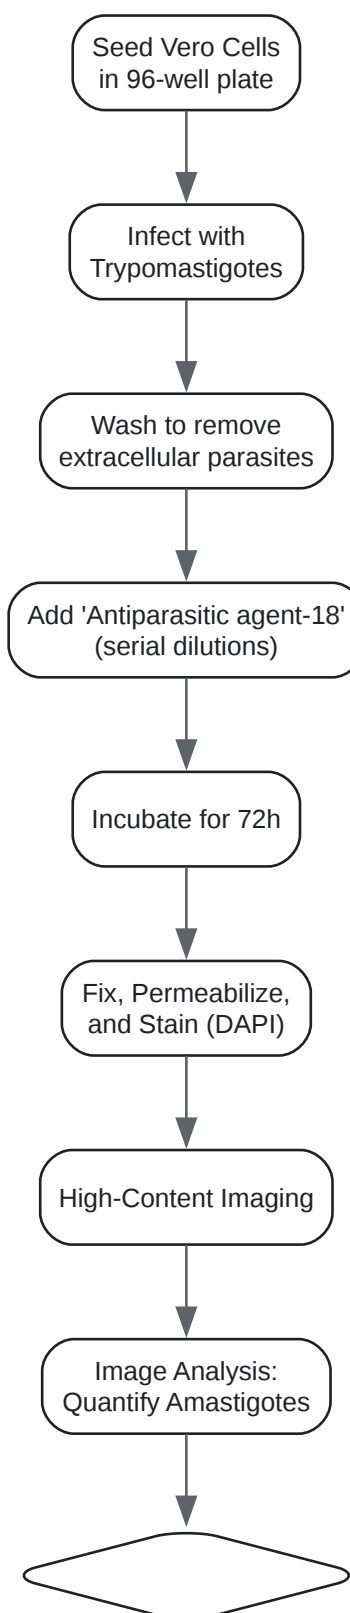 Seed Vero Cells
in 96-well plate
Infect with
Trypomastigotes
Wash to remove
extracellular parasites
Add 'Antiparasitic agent-18'
(serial dilutions)
Incubate for 72h
Fix, Permeabilize,
and Stain (DAPI)
High-Content Imaging
Image Analysis:
Quantify Amastigotes